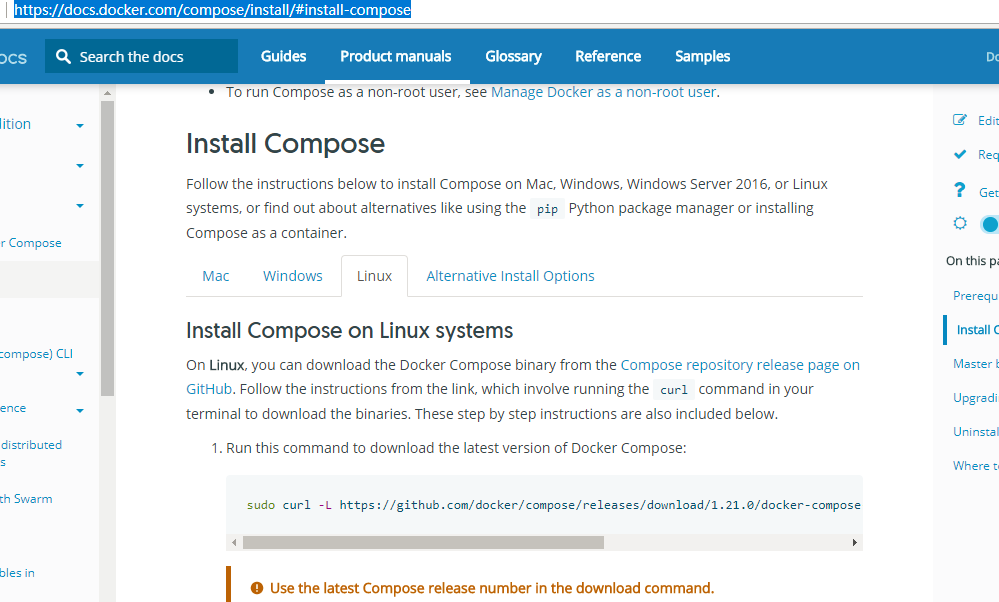 https://docs.docker.com/compose/install/#install-compose
ocs
Search the docs
Guides
Product manuals
Glossary
Reference
Samples
Do
To run Compose as a non-root user, see Manage Docker as a non-root user.
Install Compose
Follow the instructions below to install Compose on Mac, Windows, Windows Server 2016, or Linux
systems, or find out about alternatives like using the pip Python package manager or installing
Compose as a container.
Mac
Windows
Linux
Alternative Install Options
Install Compose on Linux systems
On Linux, you can download the Docker Compose binary from the Compose repository release page on
GitHub. Follow the instructions from the link, which involve running the curl command in your
terminal to download the binaries. These step by step instructions are also included below.
1. Run this command to download the latest version of Docker Compose:
sudo curl -L https://github.com/docker/compose/releases/download/1.21.0/docker-compose
Use the latest Compose release number in the download command.
lition
r Compose
compose) CLI
ence
distributed
s
th Swarm
bles in
Edit
Req
Get
On this pa
Prerequ
Install C
Master b
Upgradi
Uninstal
Where to